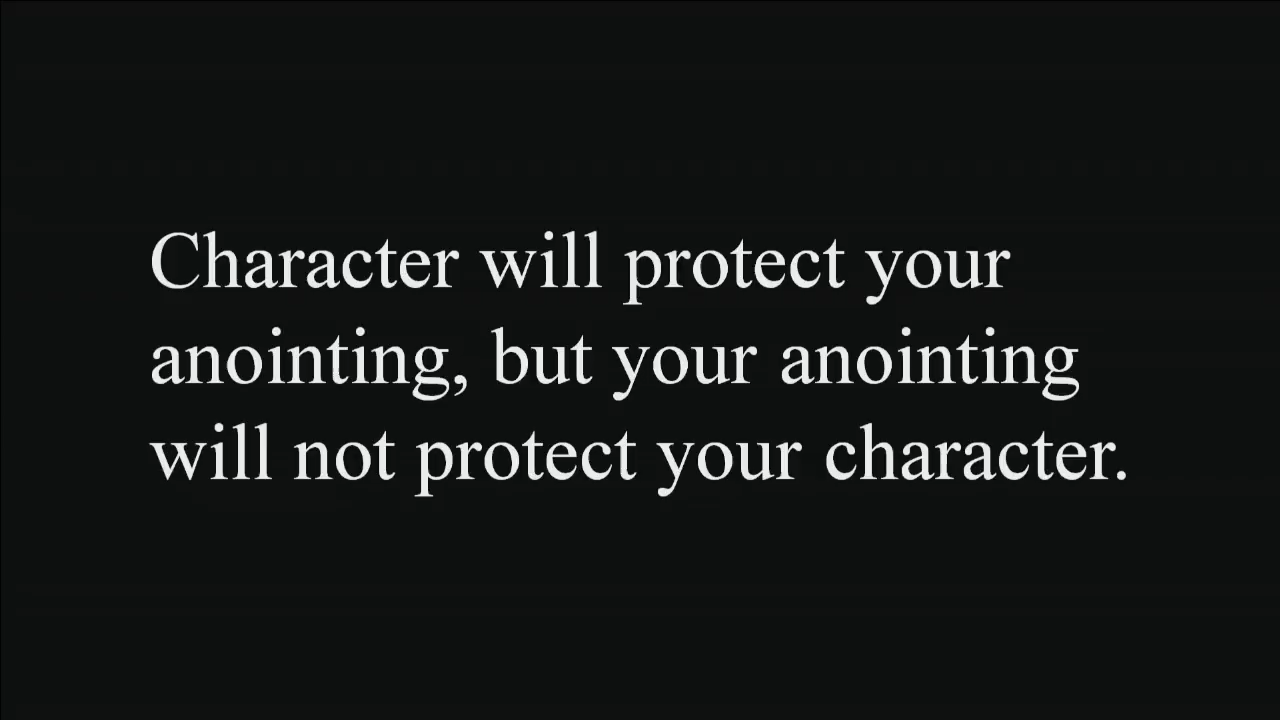 Character will protect your
anointing, but your anointing
will not protect your character.